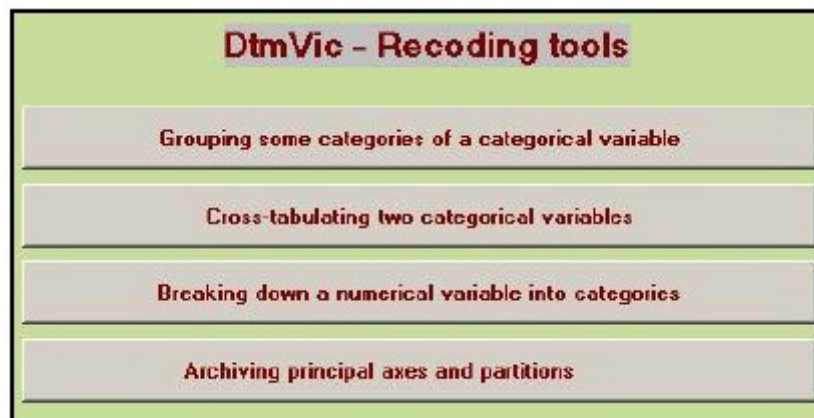 DtmVic - Recoding tools
Grouping some categories of a categorical variable
Cross-tabulating two categorical variables
Breaking down a numerical variable into categories
Archiving principal axes and partitions